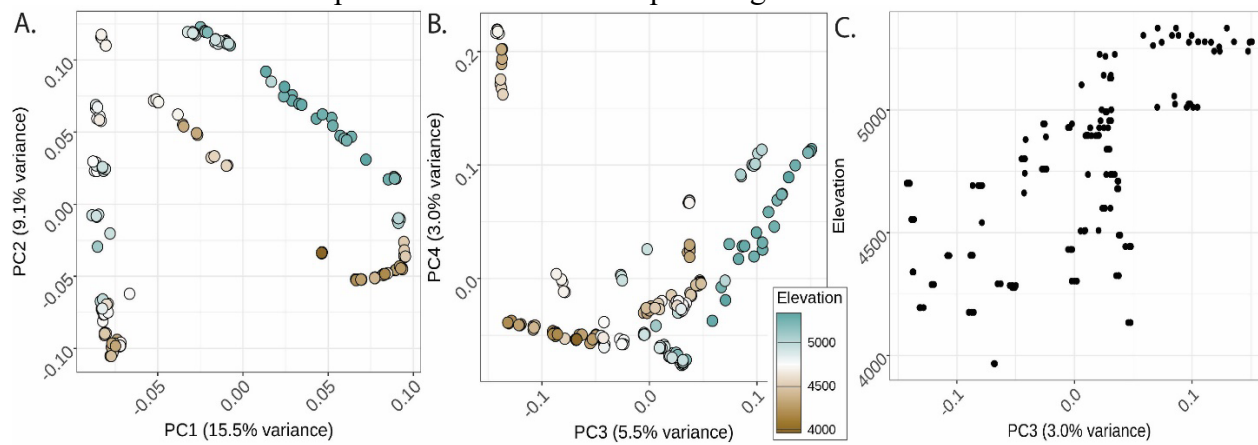 A.
PC2 (9.1% variance)
0.10
0.05
0.00
-0.05
-0.10
-0.05
0.00
0.05
0.10
PC1 (15.5% variance)
B.
PC4 (3.0% variance)
0.2
0.1
0.0
-0.1
0.0
0.1
PC3 (5.5% variance)
Elevation
5000
4500
4000
C.
Elevation
5000
4500
4000
-0.1
0.0
0.1
PC3 (3.0% variance)